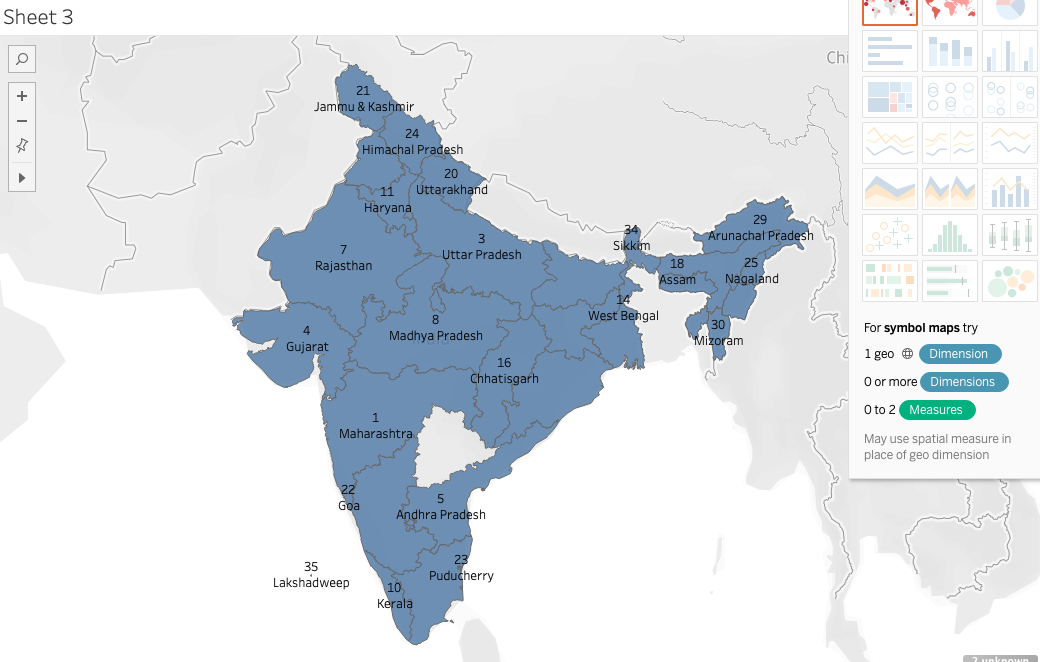 Sheet 3
Chi
21
Jammu & Kashmir
24
Himachal Pradesh
20
Uttarakhand
11
Haryana
7
Rajasthan
3
Uttar Pradesh
34
Sikkim
29
Arunachal Pradesh
18
Assam
25
Nagaland
14
West Bengal
30
Mizoram
4
Gujarat
8
Madhya Pradesh
16
Chhatisgarh
1
Maharashtra
22
Goa
5
Andhra Pradesh
23
Puducherry
35
Lakshadweep
10
Kerala
For symbol maps try
1 geo Dimension
0 or more Dimensions
0 to 2 Measures
May use spatial measure in
place of geo dimension
2 unknown